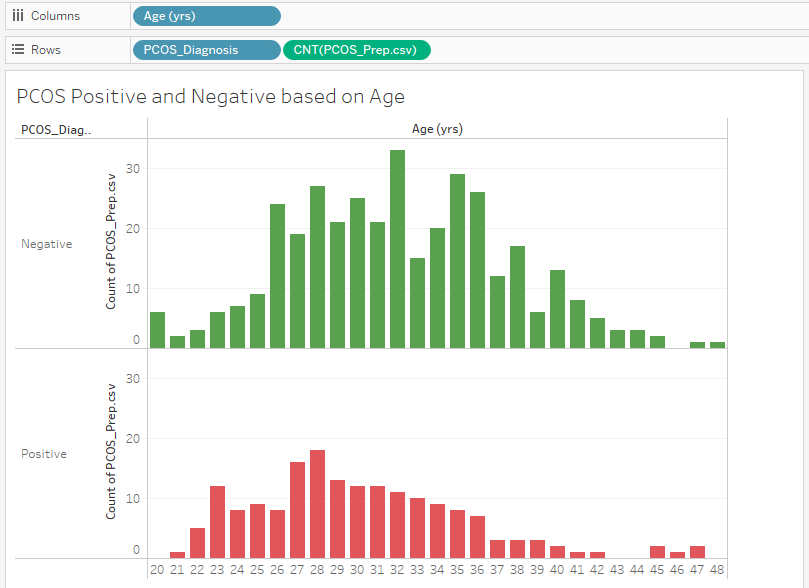 Columns Age (yrs)
Rows PCOS_Diagnosis CNT(PCOS_Prep.csv)
PCOS Positive and Negative based on Age
PCOS_Diag.. Age (yrs)
Negative
Count of PCOS_Prep.csv
30
20
10
0
Positive
Count of PCOS_Prep.csv
30
20
10
0
20 21 22 23 24 25 26 27 28 29 30 31 32 33 34 35 36 37 38 39 40 41 42 43 44 45 46 47 48